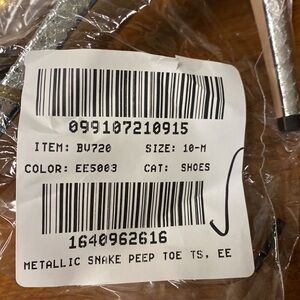 099107210915
ITEM: BV720 SIZE: 10-M
COLOR: EE5003 CAT: SHOES
1640962616
METALLIC SNAKE PEEP TOE TS, EE